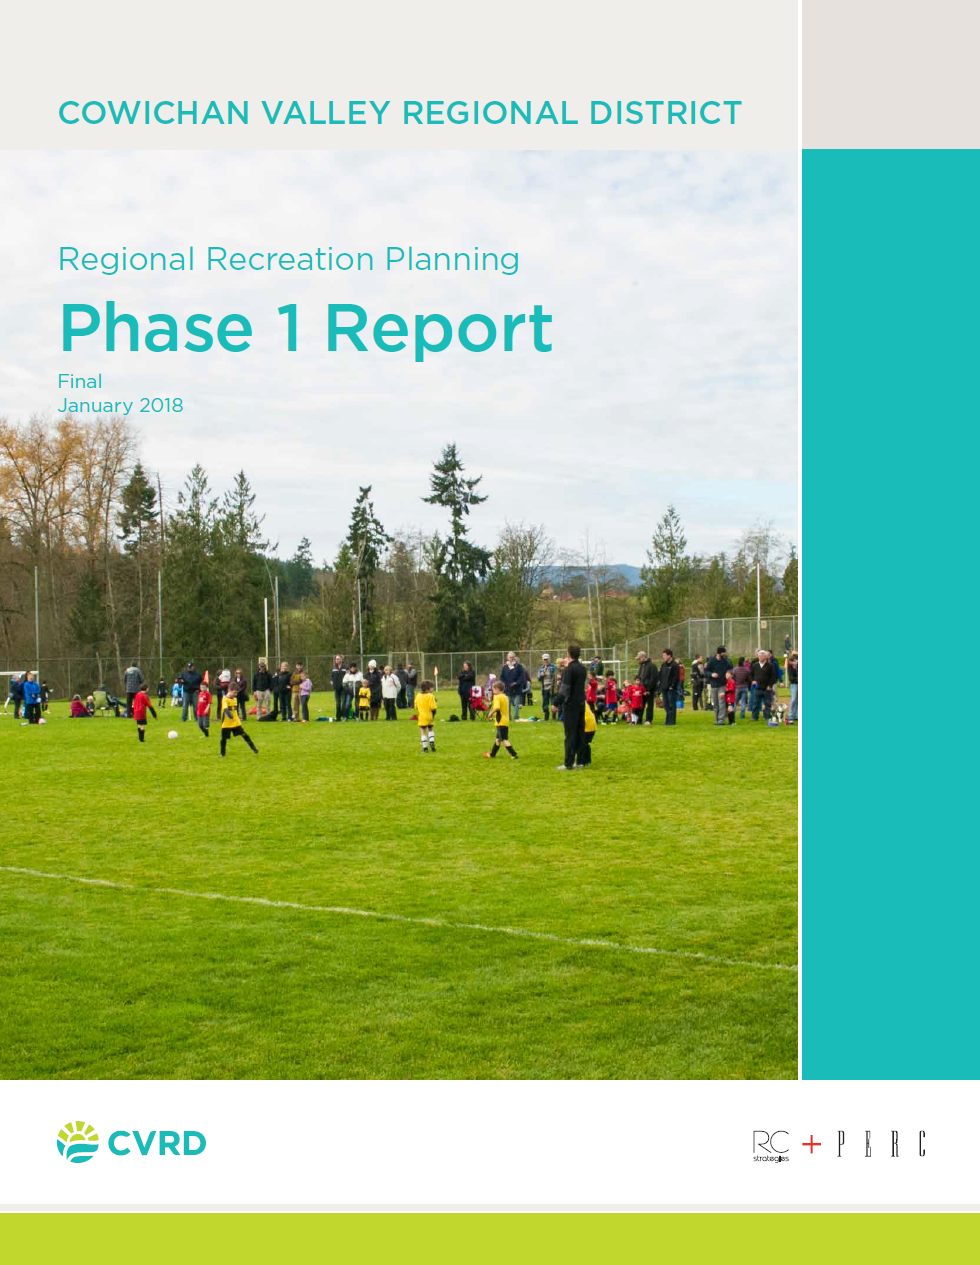 COWICHAN VALLEY REGIONAL DISTRICT
Regional Recreation Planning
Phase 1 Report
Final
January 2018
CVRD
RC
strategies
+
PERC